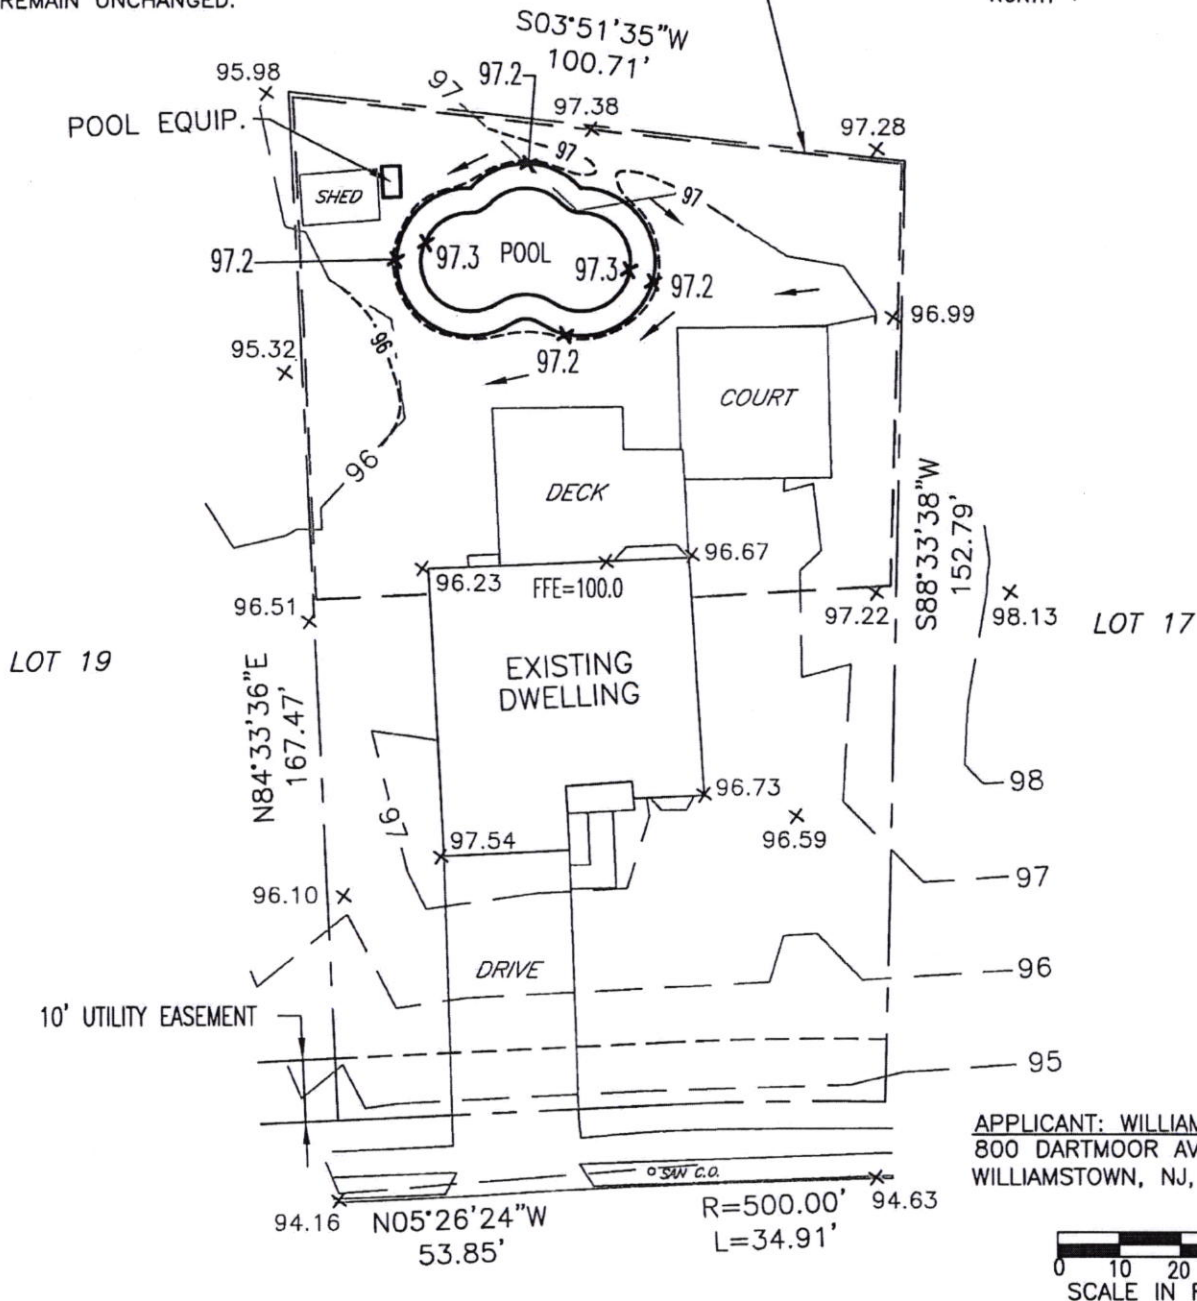 REMAIN UNCHANGED.
S03°51'35"W
100.71'
95.98
97
97.2
97.38
97.28
POOL EQUIP.
97
SHED
97
97.2
97.3
POOL
97.3
97.2
96.99
96
95.32
97.2
COURT
96
DECK
S88°33'38"W
152.79'
96.67
96.23
FFE=100.0
96.51
97.22
98.13
LOT 17
LOT 19
EXISTING
DWELLING
N84°33'36"E
167.47'
98
96.73
97
97.54
96.59
97
96.10
DRIVE
96
10' UTILITY EASEMENT
95
APPLICANT: WILLIAM
800 DARTMOOR AV
WILLIAMSTOWN, NJ,
SAN C.O.
94.16
N05°26'24"W
53.85'
R=500.00'
L=34.91'
94.63
0 10 20
SCALE IN F